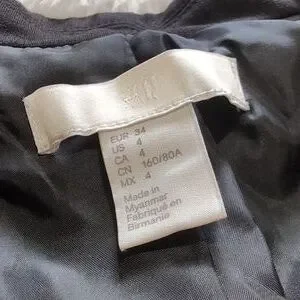 H&M
EUR 34
US 4
CA 4
CN 160/80A
MX 4
Made in
Myanmar
Fabriqué en
Birmanie